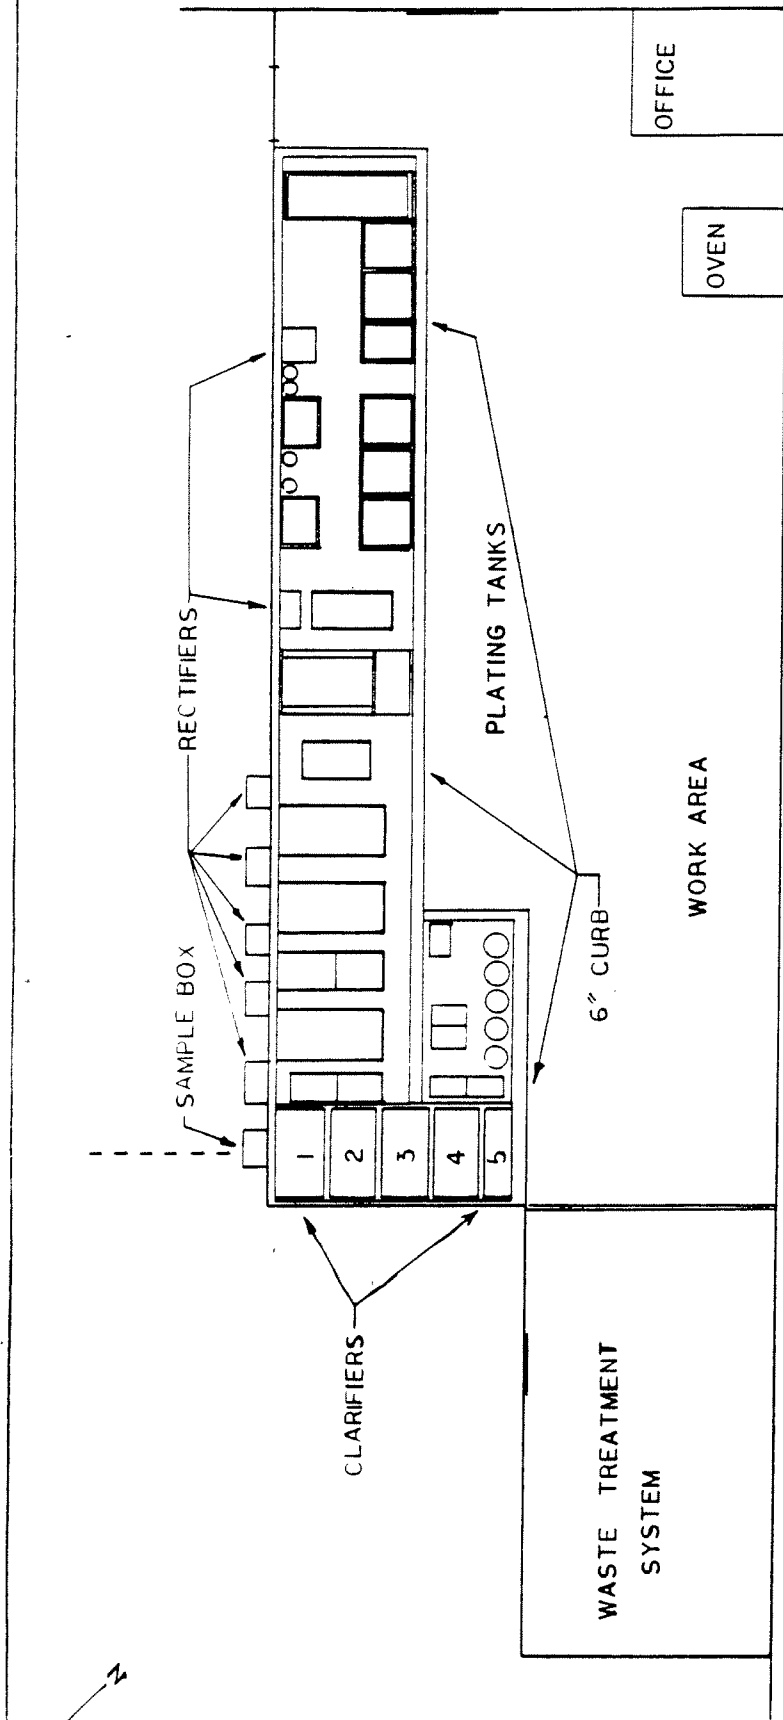 OFFICE
OVEN
RECTIFIERS
PLATING TANKS
WORK AREA
SAMPLE BOX
6" CURB
1
2
3
4
5
CLARIFIERS
WASTE TREATMENT
SYSTEM
N